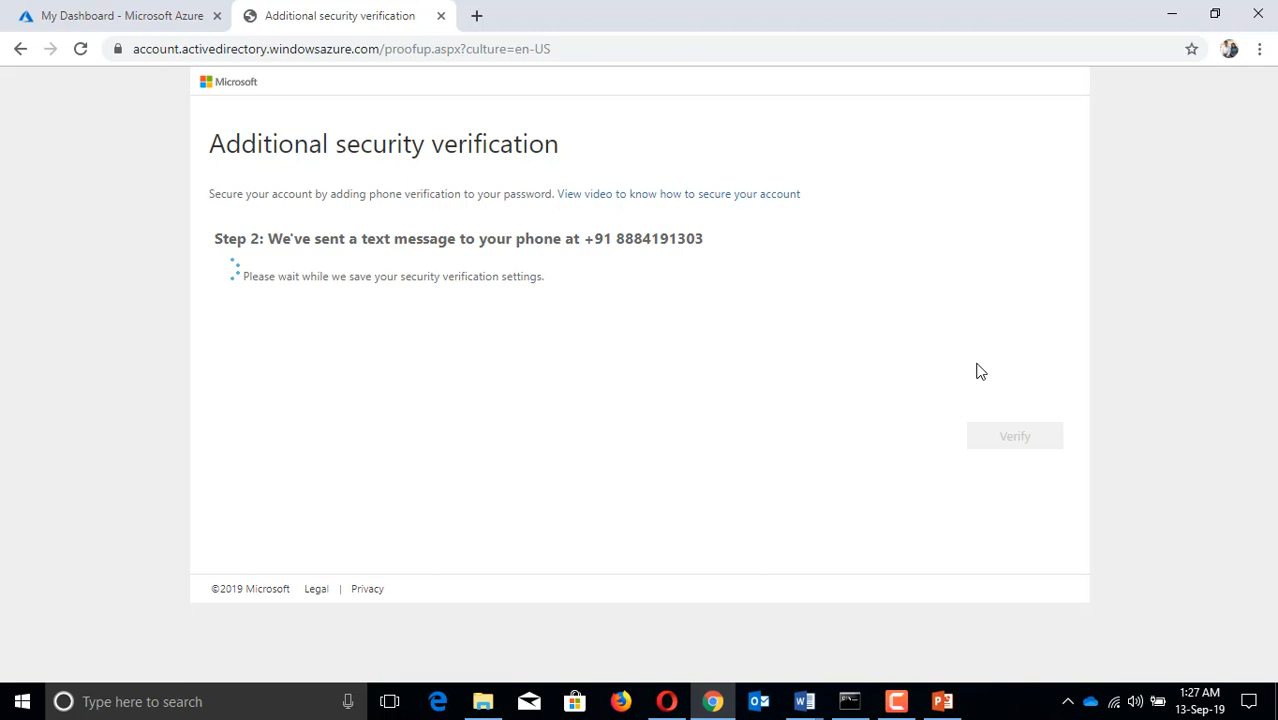 My Dashboard - Microsoft Azure
Additional security verification
account.activedirectory.windowsazure.com/proofup.aspx?culture=en-US
Microsoft
Additional security verification
Secure your account by adding phone verification to your password. View video to know how to secure your account
Step 2: We've sent a text message to your phone at +91 8884191303
Please wait while we save your security verification settings.
Verify
©2019 Microsoft Legal | Privacy
Type here to search
1:27 AM
13-Sep-19